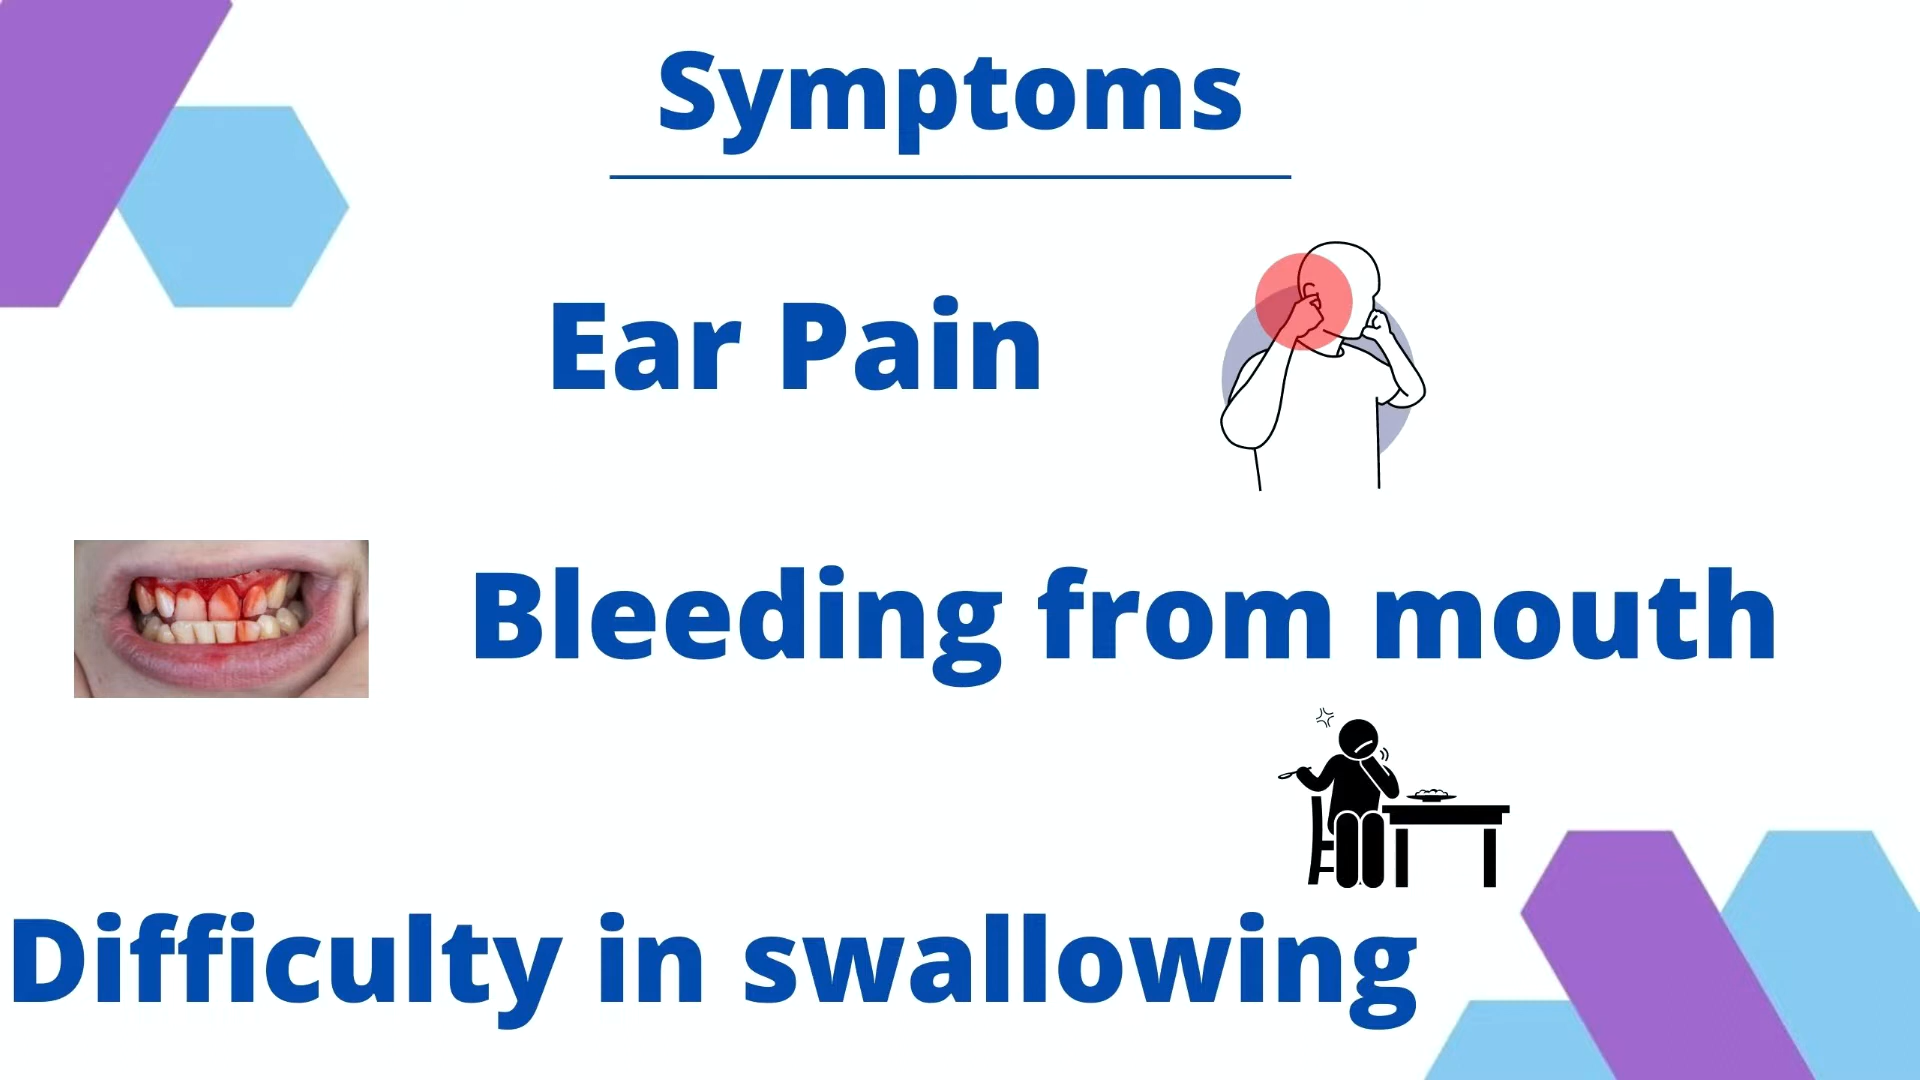 Symptoms
Ear Pain
Bleeding from mouth
Difficulty in swallowing